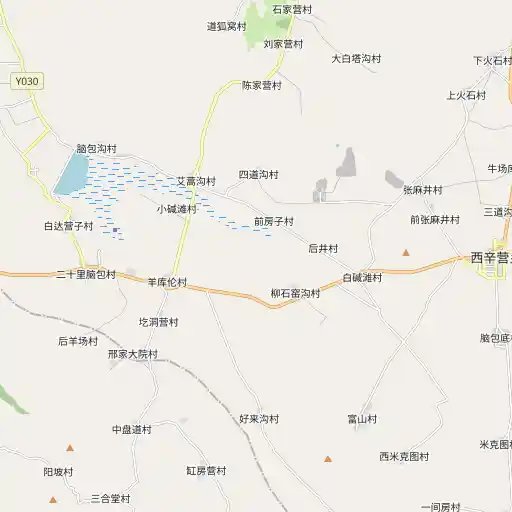 石家营村
道狐窝村
刘家营村
大白塔沟村
下火石村
Y030
陈家营村
上火石村
脑包沟村
牛场库
四道沟村
艾蒿沟村
张麻井村
小碱滩村
三道沟
前房子村
前张麻井村
白达营子村
后井村
西辛营
二十里脑包村
白碱滩村
羊库伦村
柳石窑沟村
圪洞营村
脑包底
后羊场村
邢家大院村
好来沟村
富山村
中盘道村
米克图
西米克图村
阳坡村
缸房营村
三合堂村
一间房村